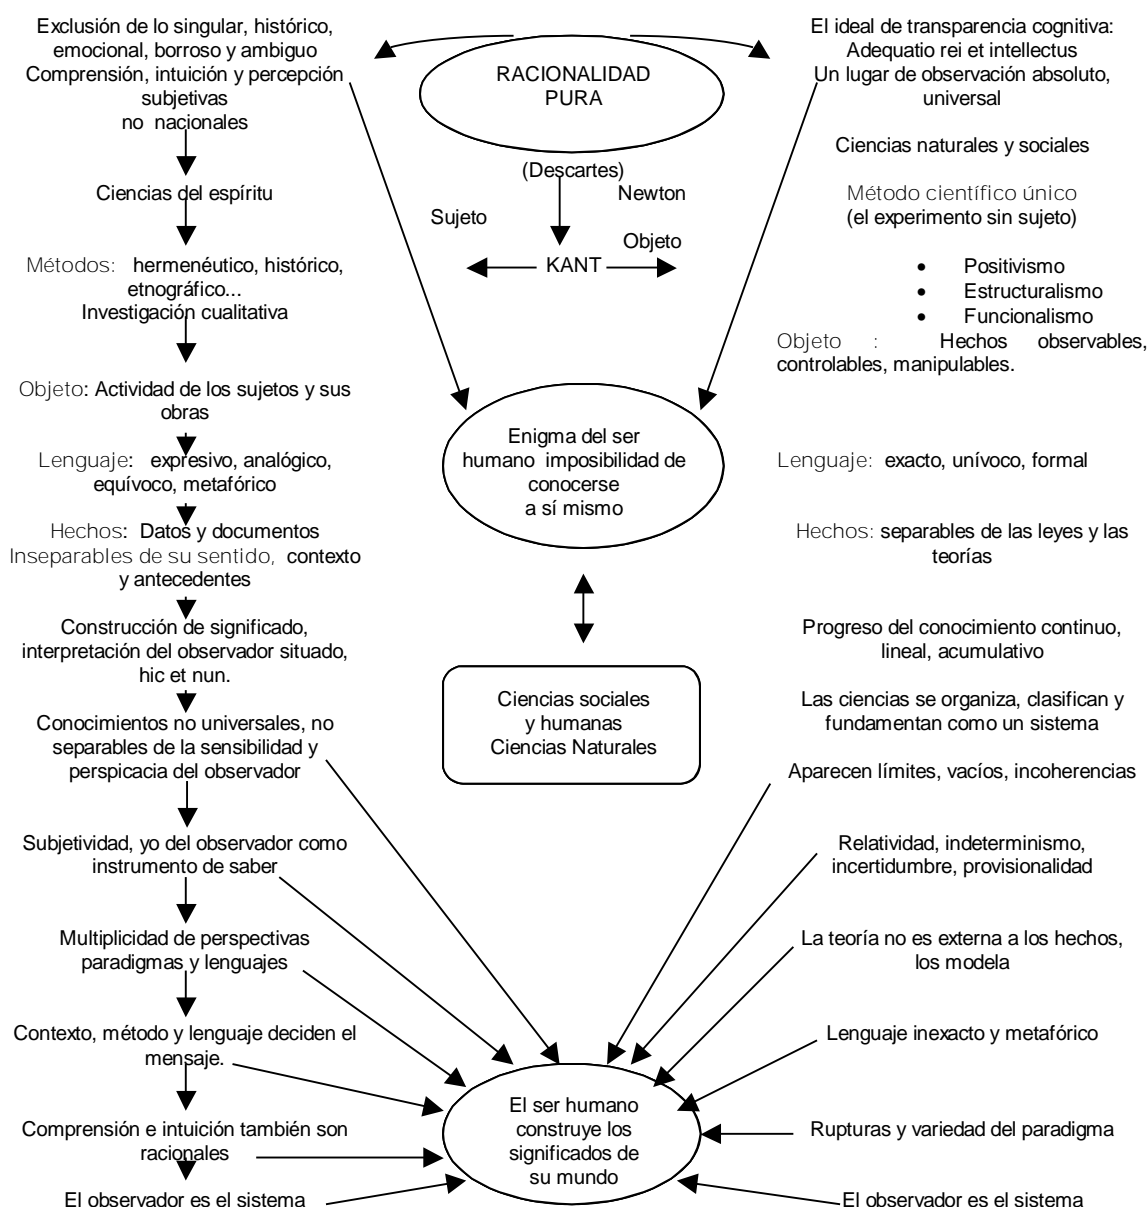 Exclusión de lo singular, histórico,
emocional, borroso y ambiguo
Comprensión, intuición y percepción
subjetivas
no nacionales
Ciencias del espíritu
Métodos: hermenéutico, histórico,
etnográfico...
Investigación cualitativa
Objeto: Actividad de los sujetos y sus
obras
Lenguaje: expresivo, analógico,
equívoco, metafórico
Hechos: Datos y documentos
Inseparables de su sentido, contexto
y antecedentes
Construcción de significado,
interpretación del observador situado,
hic et nun.
Conocimientos no universales, no
separables de la sensibilidad y
perspicacia del observador
Subjetividad, yo del observador como
instrumento de saber
Multiplicidad de perspectivas
paradigmas y lenguajes
Contexto, método y lenguaje deciden el
mensaje.
Comprensión e intuición también son
racionales
El observador es el sistema
RACIONALIDAD
PURA
(Descartes)
Newton
Sujeto
Objeto
KANT
Enigma del ser
humano imposibilidad de
conocerse
a sí mismo
Ciencias sociales
y humanas
Ciencias Naturales
El ser humano
construye los
significados de
su mundo
El ideal de transparencia cognitiva:
Adequatio rei et intellectus
Un lugar de observación absoluto,
universal
Ciencias naturales y sociales
Método científico único
(el experimento sin sujeto)
• Positivismo
• Estructuralismo
• Funcionalismo
Objeto : Hechos observables,
controlables, manipulables.
Lenguaje: exacto, unívoco, formal
Hechos: separables de las leyes y las
teorías
Progreso del conocimiento continuo,
lineal, acumulativo
Las ciencias se organiza, clasifican y
fundamentan como un sistema
Aparecen límites, vacíos, incoherencias
Relatividad, indeterminismo,
incertidumbre, provisionalidad
La teoría no es externa a los hechos,
los modela
Lenguaje inexacto y metafórico
Rupturas y variedad del paradigma
El observador es el sistema